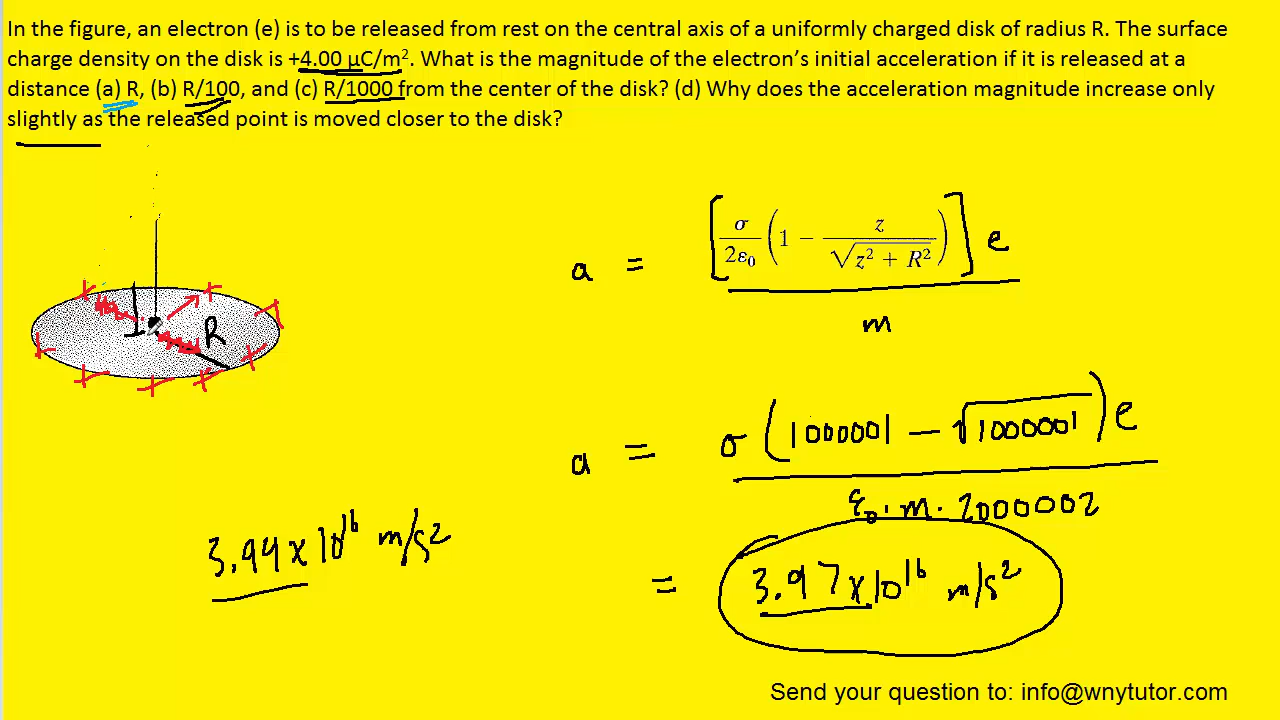 In the figure, an electron (e) is to be released from rest on the central axis of a uniformly charged disk of radius R. The surface
charge density on the disk is +4.00 μC/m². What is the magnitude of the electron's initial acceleration if it is released at a
distance (a) R, (b) R/100, and (c) R/1000 from the center of the disk? (d) Why does the acceleration magnitude increase only
slightly as the released point is moved closer to the disk?
a = [σ/2ε₀ (1 − z/√(z² + R²))] e / m
R
a = σ (1000001 − √1000001) e / ε₀ · m · 2000002
3.94 x 10¹⁶ m/s²
= 3.97 x 10¹⁶ m/s²
Send your question to: info@wnytutor.com